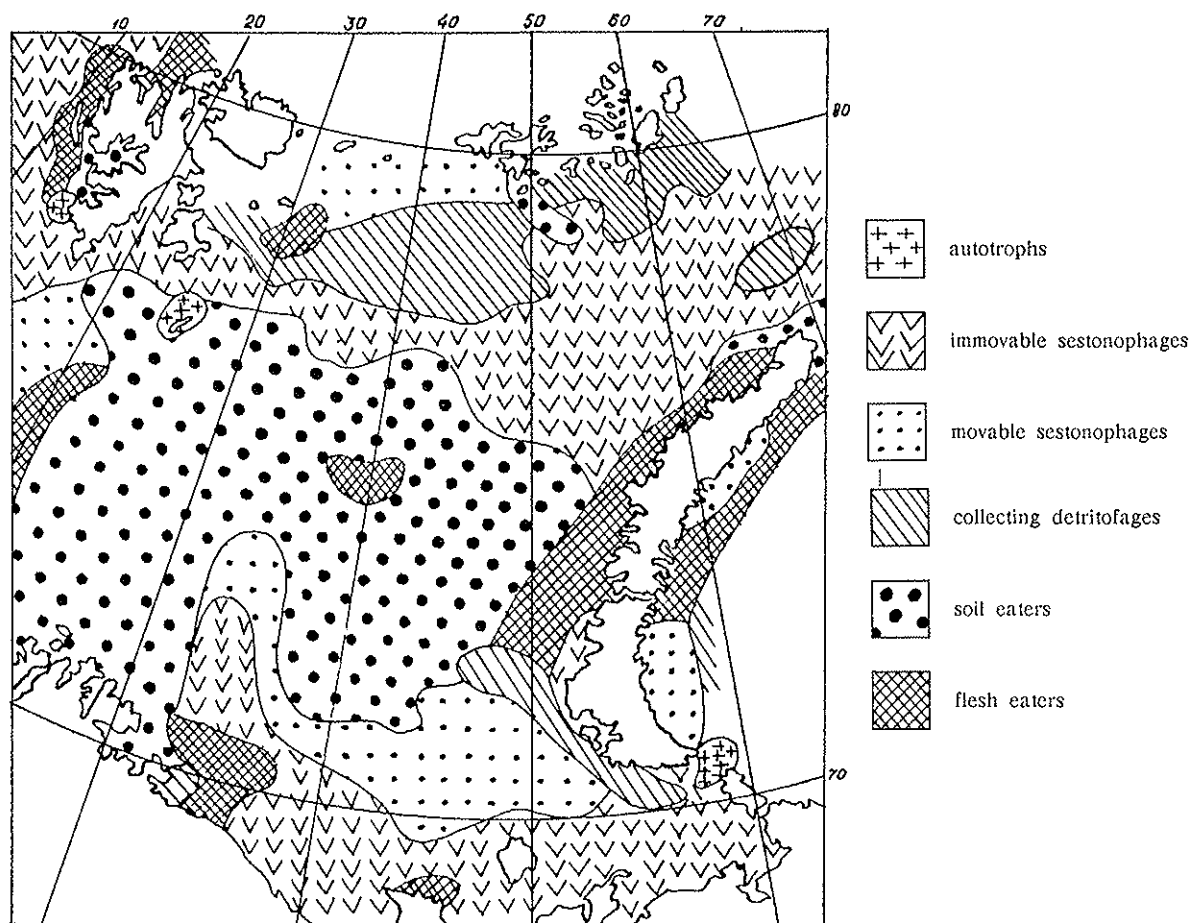 10 20 30 40 50 60 70
80
70
autotrophs
immovable sestonophages
movable sestonophages
collecting detritofages
soil eaters
flesh eaters